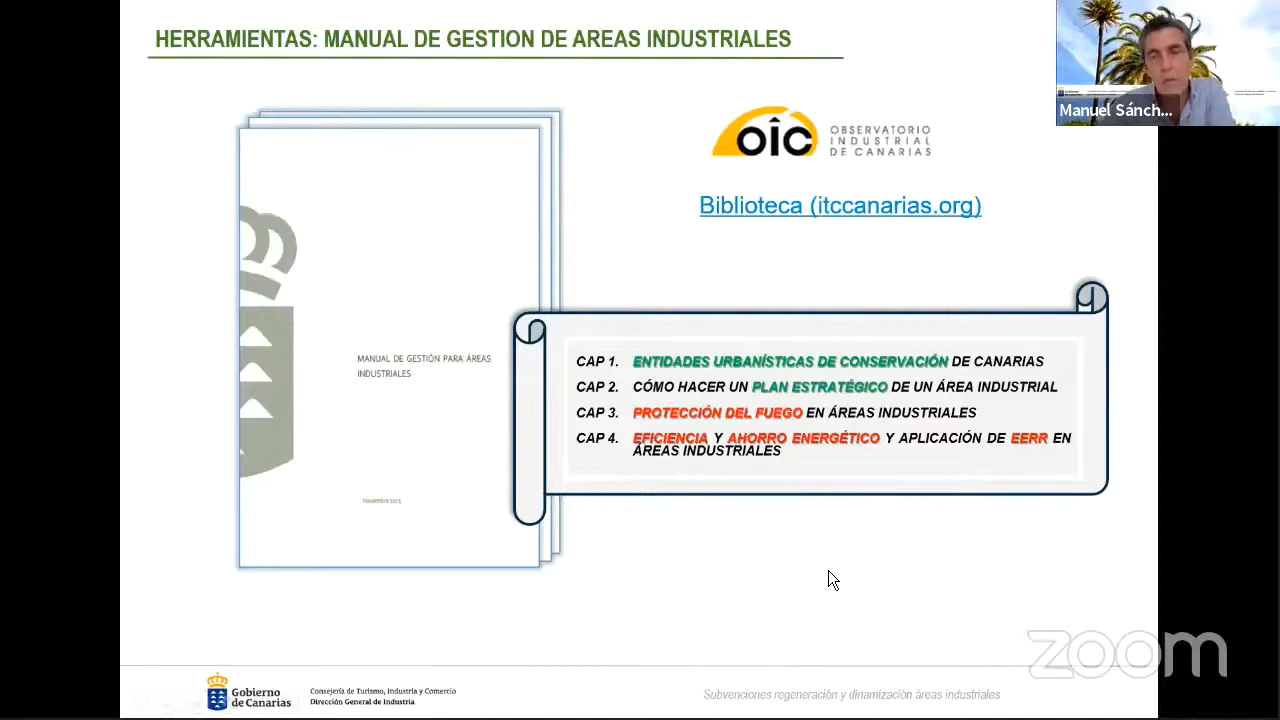 HERRAMIENTAS: MANUAL DE GESTION DE AREAS INDUSTRIALES
Manuel Sánch...
oic OBSERVATORIO
INDUSTRIAL
DE CANARIAS
Biblioteca (itccanarias.org)
MANUAL DE GESTIÓN PARA ÁREAS
INDUSTRIALES
Noviembre 2015
CAP 1. ENTIDADES URBANÍSTICAS DE CONSERVACIÓN DE CANARIAS
CAP 2. CÓMO HACER UN PLAN ESTRATÉGICO DE UN ÁREA INDUSTRIAL
CAP 3. PROTECCIÓN DEL FUEGO EN ÁREAS INDUSTRIALES
CAP 4. EFICIENCIA Y AHORRO ENERGÉTICO Y APLICACIÓN DE EERR EN
ÁREAS INDUSTRIALES
zoom
Gobierno
de Canarias
Consejería de Turismo, Industria y Comercio
Dirección General de Industria
Subvenciones regeneración y dinamización áreas industriales